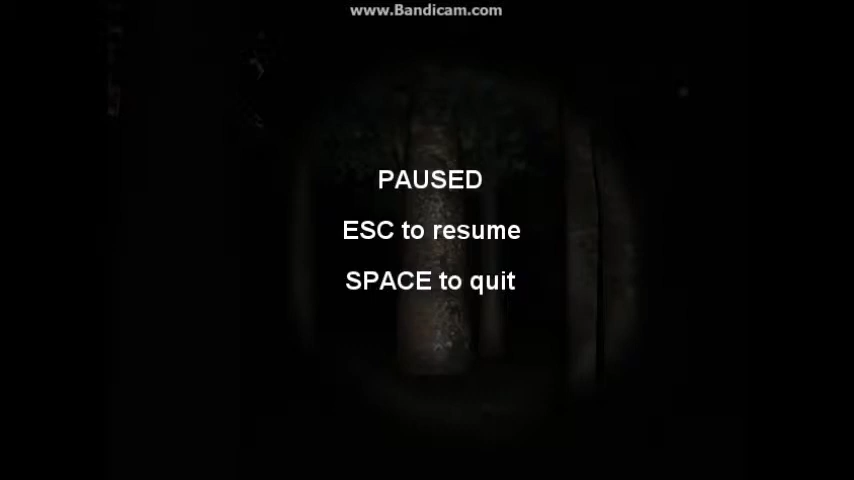 www.Bandicam.com
PAUSED
ESC to resume
SPACE to quit